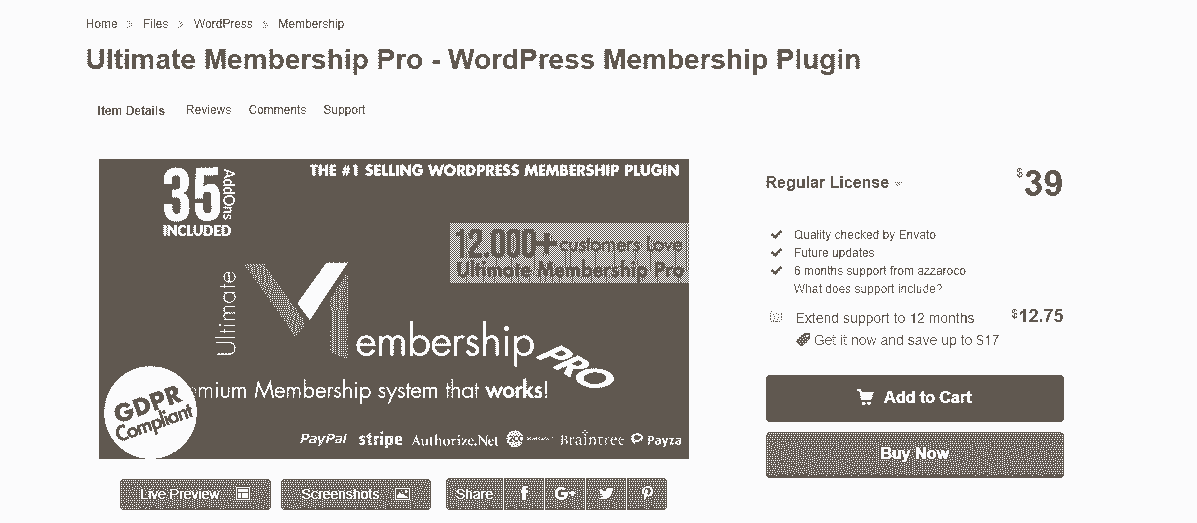 Home > Files > WordPress > Membership
Ultimate Membership Pro - WordPress Membership Plugin
Item Details Reviews Comments Support
35 AddOns
INCLUDED
THE #1 SELLING WORDPRESS MEMBERSHIP PLUGIN
12.000+ customers Love
Ultimate Membership Pro
Ultimate
Membership PRO
emium Membership system that works!
GDPR
Compliant
PayPal stripe Authorize.Net Braintree Payza
Live Preview
Screenshots
Share
Regular License
$39
Quality checked by Envato
Future updates
6 months support from azzaroco
What does support include?
Extend support to 12 months $12.75
Get it now and save up to $17
Add to Cart
Buy Now